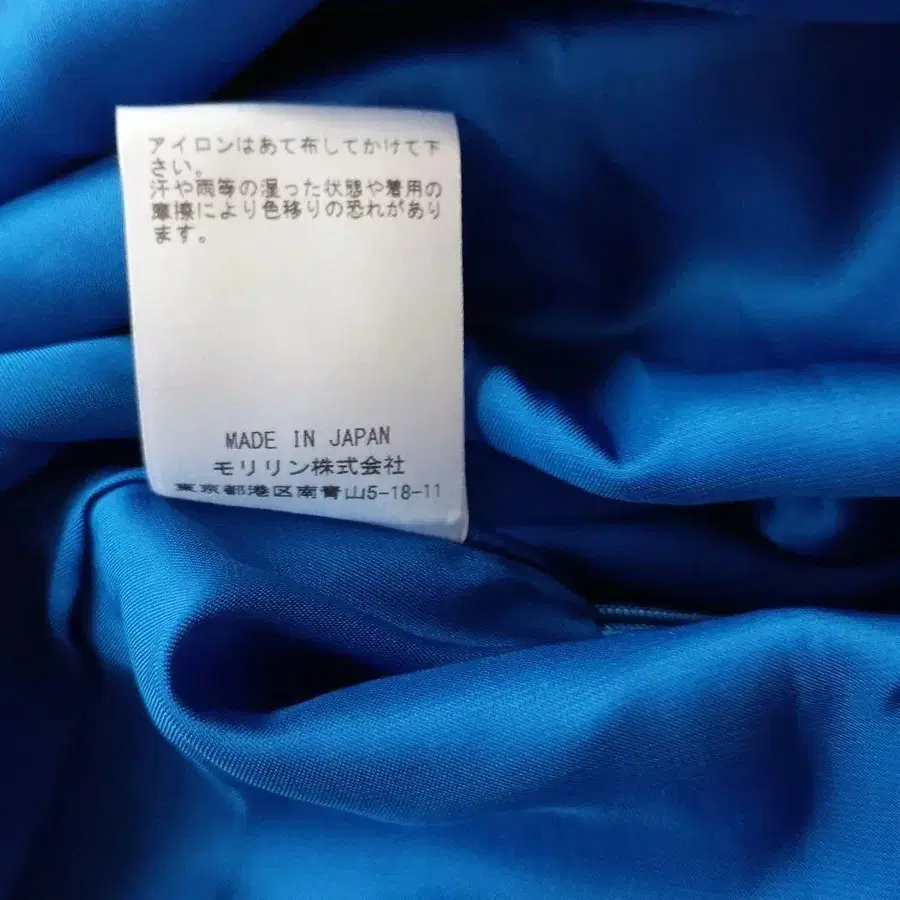 アイロンはあて布してかけて下
さい。
汗や雨等の湿った状態や着用の
摩擦により色移りの恐れがあり
ます。
MADE IN JAPAN
モリリン株式会社
東京都港区南青山5-18-11